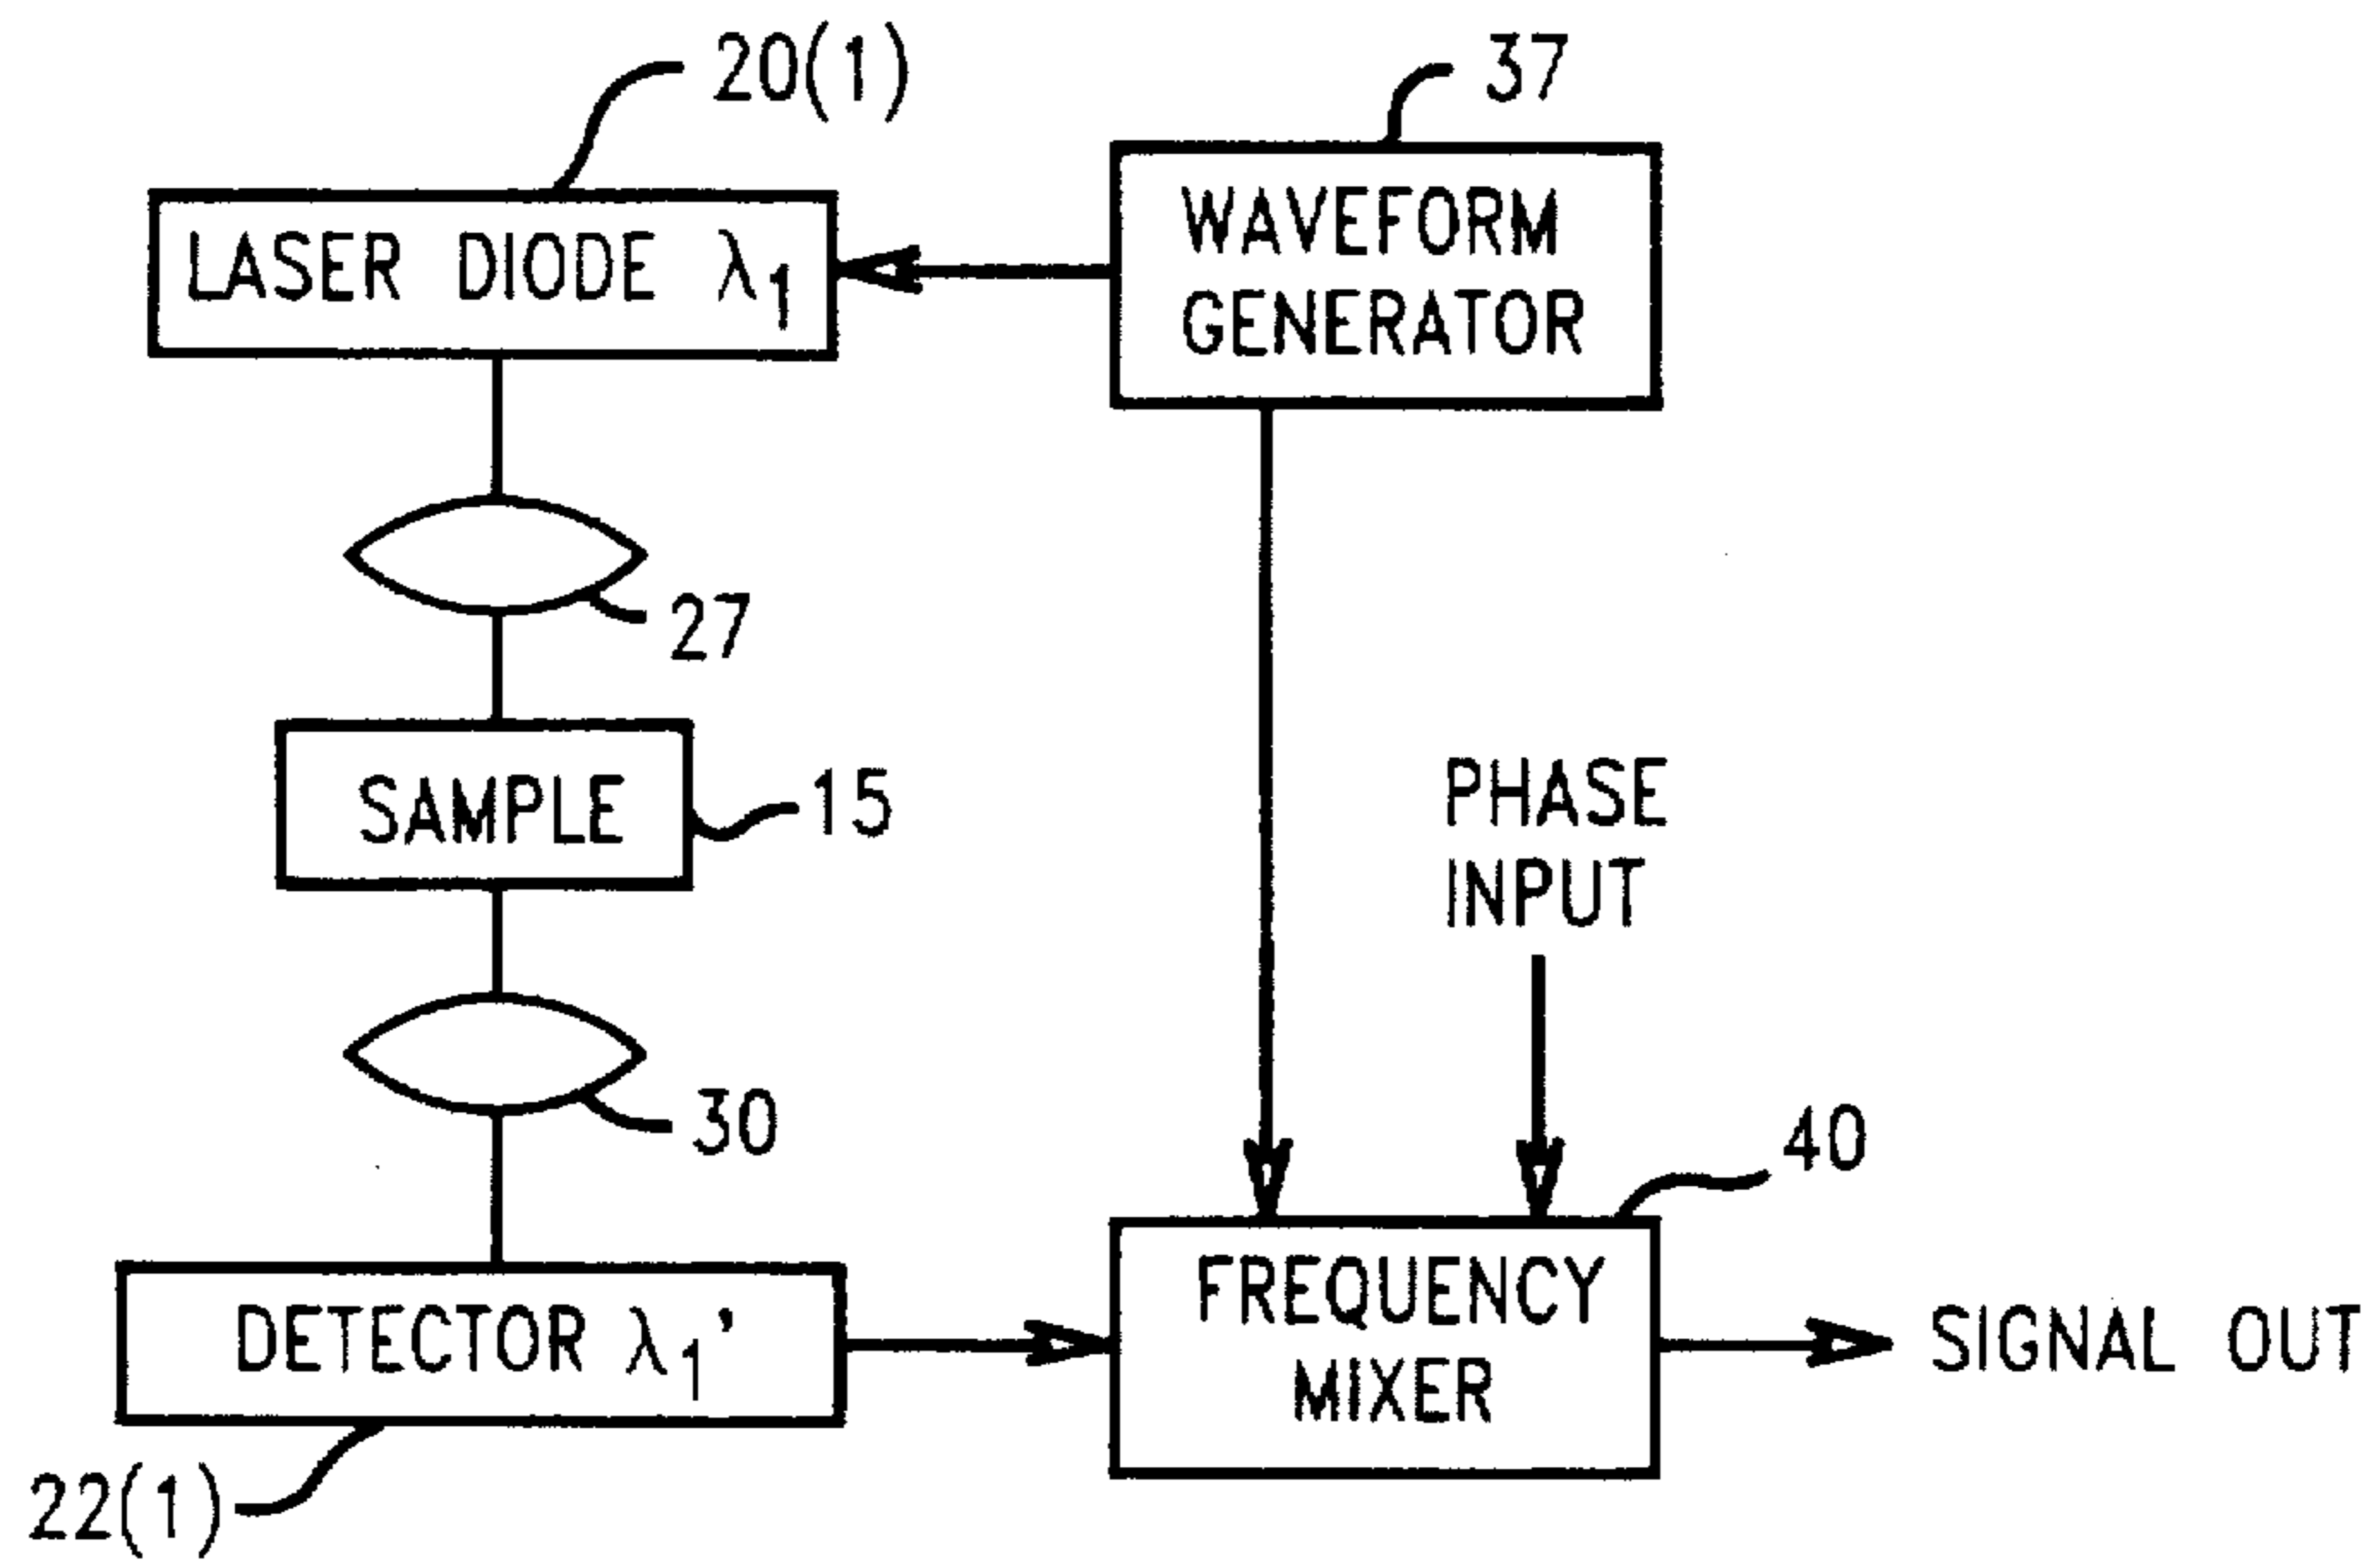 20(1)
37
LASER DIODE λ1
WAVEFORM
GENERATOR
27
SAMPLE
15
PHASE
INPUT
30
40
DETECTOR λ1'
FREQUENCY
MIXER
SIGNAL OUT
22(1)